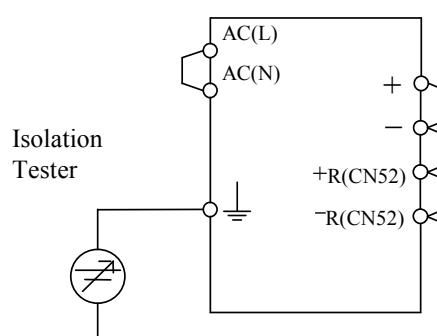 AC(L)
AC(N)
+
−
Isolation
Tester
+R(CN52)
−R(CN52)